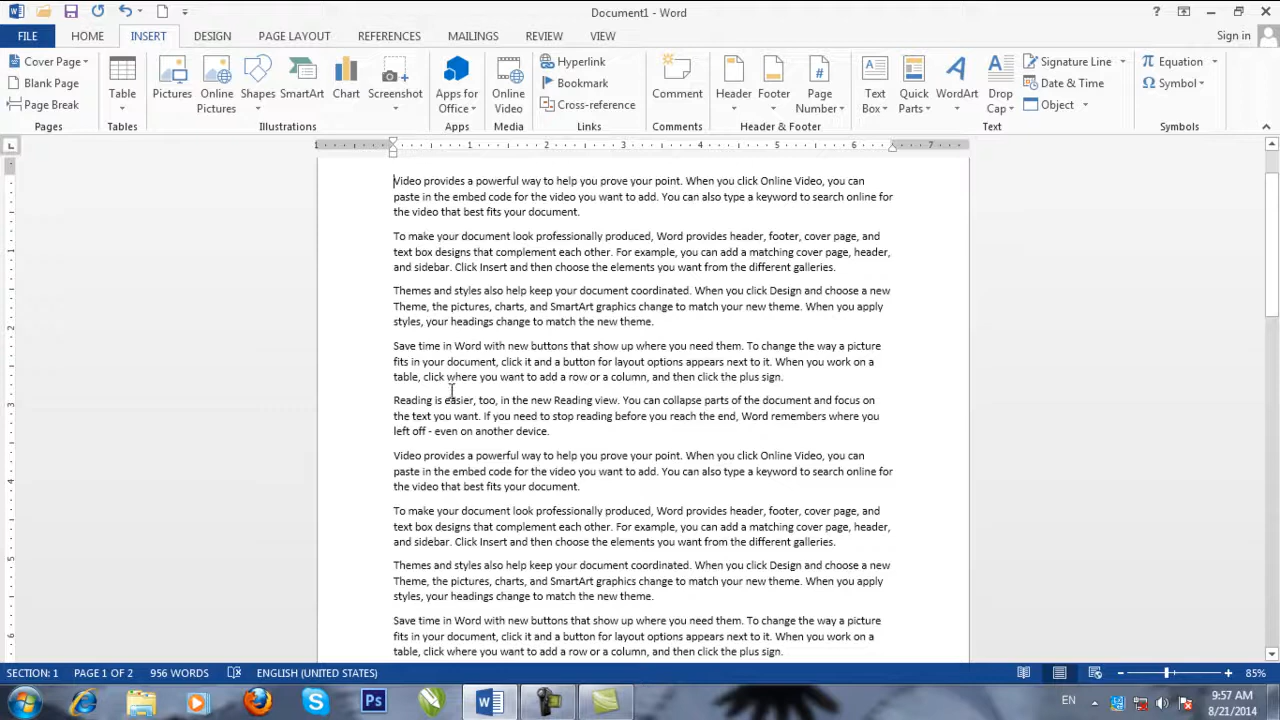 Document1 - Word
?
FILE
HOME
INSERT
DESIGN
PAGE LAYOUT
REFERENCES
MAILINGS
REVIEW
VIEW
Sign in
Cover Page
Blank Page
Page Break
Pages
Table
Tables
Pictures
Online Pictures
Shapes
SmartArt
Chart
Screenshot
Illustrations
Apps for Office
Apps
Online Video
Media
Hyperlink
Bookmark
Cross-reference
Links
Comment
Comments
Header
Footer
Page Number
Header & Footer
Text Box
Quick Parts
WordArt
Drop Cap
Signature Line
Date & Time
Object
Text
Equation
Symbol
Symbols
1 1 2 3 4 5 6 7
Video provides a powerful way to help you prove your point. When you click Online Video, you can
paste in the embed code for the video you want to add. You can also type a keyword to search online for
the video that best fits your document.
To make your document look professionally produced, Word provides header, footer, cover page, and
text box designs that complement each other. For example, you can add a matching cover page, header,
and sidebar. Click Insert and then choose the elements you want from the different galleries.
Themes and styles also help keep your document coordinated. When you click Design and choose a new
Theme, the pictures, charts, and SmartArt graphics change to match your new theme. When you apply
styles, your headings change to match the new theme.
Save time in Word with new buttons that show up where you need them. To change the way a picture
fits in your document, click it and a button for layout options appears next to it. When you work on a
table, click where you want to add a row or a column, and then click the plus sign.
Reading is easier, too, in the new Reading view. You can collapse parts of the document and focus on
the text you want. If you need to stop reading before you reach the end, Word remembers where you
left off - even on another device.
Video provides a powerful way to help you prove your point. When you click Online Video, you can
paste in the embed code for the video you want to add. You can also type a keyword to search online for
the video that best fits your document.
To make your document look professionally produced, Word provides header, footer, cover page, and
text box designs that complement each other. For example, you can add a matching cover page, header,
and sidebar. Click Insert and then choose the elements you want from the different galleries.
Themes and styles also help keep your document coordinated. When you click Design and choose a new
Theme, the pictures, charts, and SmartArt graphics change to match your new theme. When you apply
styles, your headings change to match the new theme.
Save time in Word with new buttons that show up where you need them. To change the way a picture
fits in your document, click it and a button for layout options appears next to it. When you work on a
table, click where you want to add a row or a column, and then click the plus sign.
1
2
3
4
5
6
SECTION: 1
PAGE 1 OF 2
956 WORDS
ENGLISH (UNITED STATES)
85%
EN
9:57 AM
8/21/2014